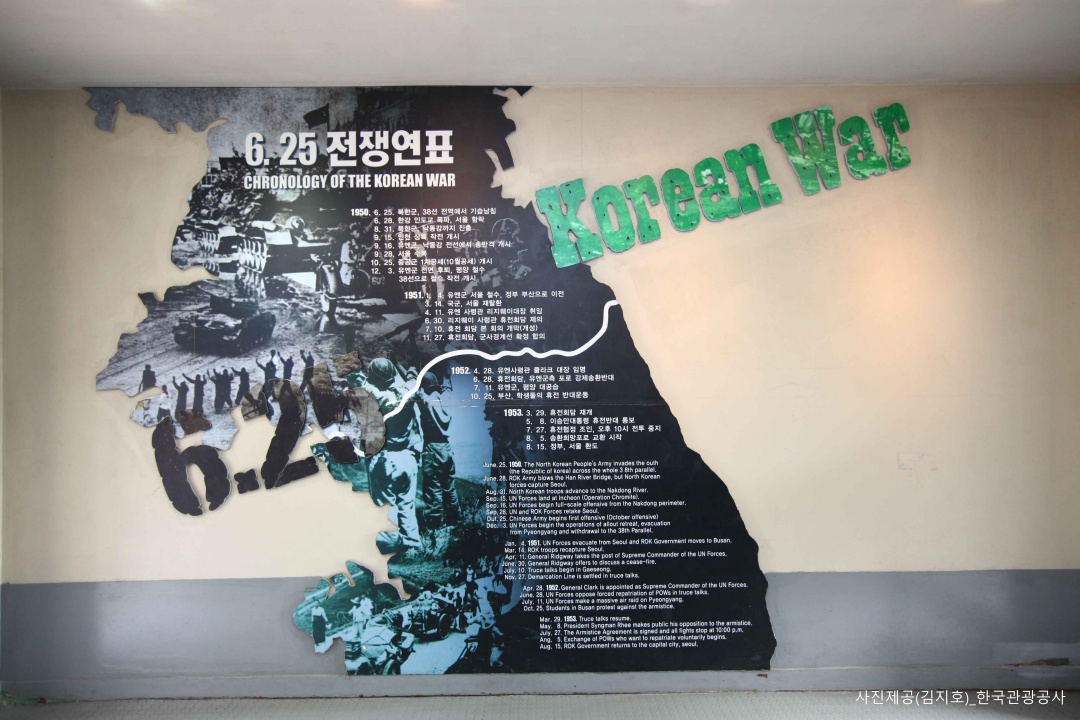 6. 25 전쟁연표
CHRONOLOGY OF THE KOREAN WAR
Korean War
1950. 6. 25. 북한군, 38선 전역에서 기습남침
6. 28. 한강 인도교 폭파, 서울 함락
8. 31. 북한군, 낙동강까지 진출
9. 15. 인천 상륙 작전 개시
9. 16. 유엔군, 낙동강 전선에서 총반격 개시
9. 28. 서울 수복
10. 25. 중공군 1차공세(10월공세) 개시
12. 3. 유엔군 전면 후퇴, 평양 철수
38선으로 철수 작전 개시
1951. 1. 4. 유엔군 서울 철수, 정부 부산으로 이전
3. 14. 국군, 서울 재탈환
4. 11. 유엔 사령관 리지웨이대장 취임
6. 30. 리지웨이 사령관 휴전회담 제의
7. 10. 휴전 회담 본 회의 개막(개성)
11. 27. 휴전회담, 군사경계선 확정 합의
1952. 4. 28. 유엔사령관 클라크 대장 임명
6. 28. 휴전회담, 유엔군측 포로 강제송환반대
7. 11. 유엔군, 평양 대공습
10. 25. 부산, 학생들의 휴전 반대운동
1953. 3. 29. 휴전회담 재개
5. 8. 이승만대통령 휴전반대 통보
7. 27. 휴전협정 조인, 오후 10시 전투 중지
8. 5. 송환희망포로 교환 시작
8. 15. 정부, 서울 환도
6.25
June. 25. 1950. The North Korean People's Army invades the outh
(the Republic of korea) across the whole 3 8th parallel.
June. 28. ROK Army blows the Han River Bridge, but North Korean
forces capture Seoul.
Aug. 31. North Korean troops advance to the Nakdong River.
Sep. 15. UN Forces land at Incheon (Operation Chromite).
Sep. 16. UN Forces begin full-scale offensive from the Nakdong perimeter.
Sep. 28. UN and ROK Forces retake Seoul.
Out. 25. Chinese Army begins first offensive (October offensive)
Dec. 3. UN Forces begin the operations of allout retreat, evacuation
from Pyeongyang and withdrawal to the 38th Parallel.
Jan. 4. 1951. UN Forces evacuate from Seoul and ROK Government moves to Busan.
Mar. 14. ROK troops recapture Seoul.
Apr. 11. General Ridgway takes the post of Supreme Commander of the UN Forces.
June. 30. General Ridgway offers to discuss a cease-fire.
July. 10. Truce talks begin in Gaeseong.
Nov. 27. Demarcation Line is settled in truce talks.
Apr. 28. 1952. General Clark is appointed as Supreme Commander of the UN Forces.
June. 28. UN Forces oppose forced repatriation of POWs in truce talks.
July. 11. UN Forces make a massive air raid on Pyeongyang.
Oct. 25. Students in Busan protest against the armistice.
Mar. 29. 1953. Truce talks resume.
May. 8. President Syngman Rhee makes public his opposition to the armistice.
July. 27. The Armistice Agreement is signed and all fights stop at 10:00 p.m.
Ang. 5. Exchange of POWs who want to repatriate voluntarily begins.
Aug. 15. ROK Government returns to the capital city, seoul.
사진제공(김지호)_한국관광공사